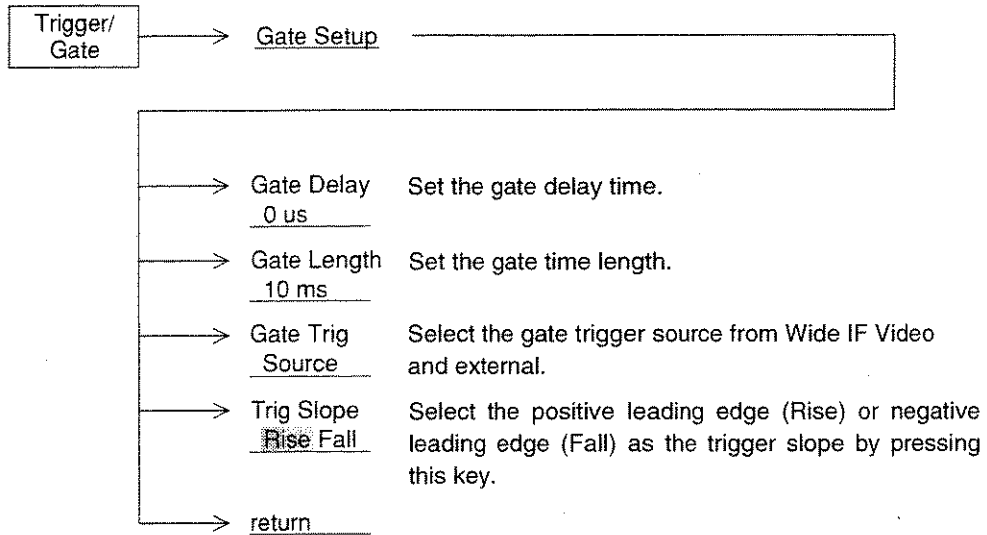 Trigger/
Gate
Gate Setup
Gate Delay
0 us
Set the gate delay time.
Gate Length
10 ms
Set the gate time length.
Gate Trig
Source
Select the gate trigger source from Wide IF Video
and external.
Trig Slope
Rise Fall
Select the positive leading edge (Rise) or negative
leading edge (Fall) as the trigger slope by pressing
this key.
return